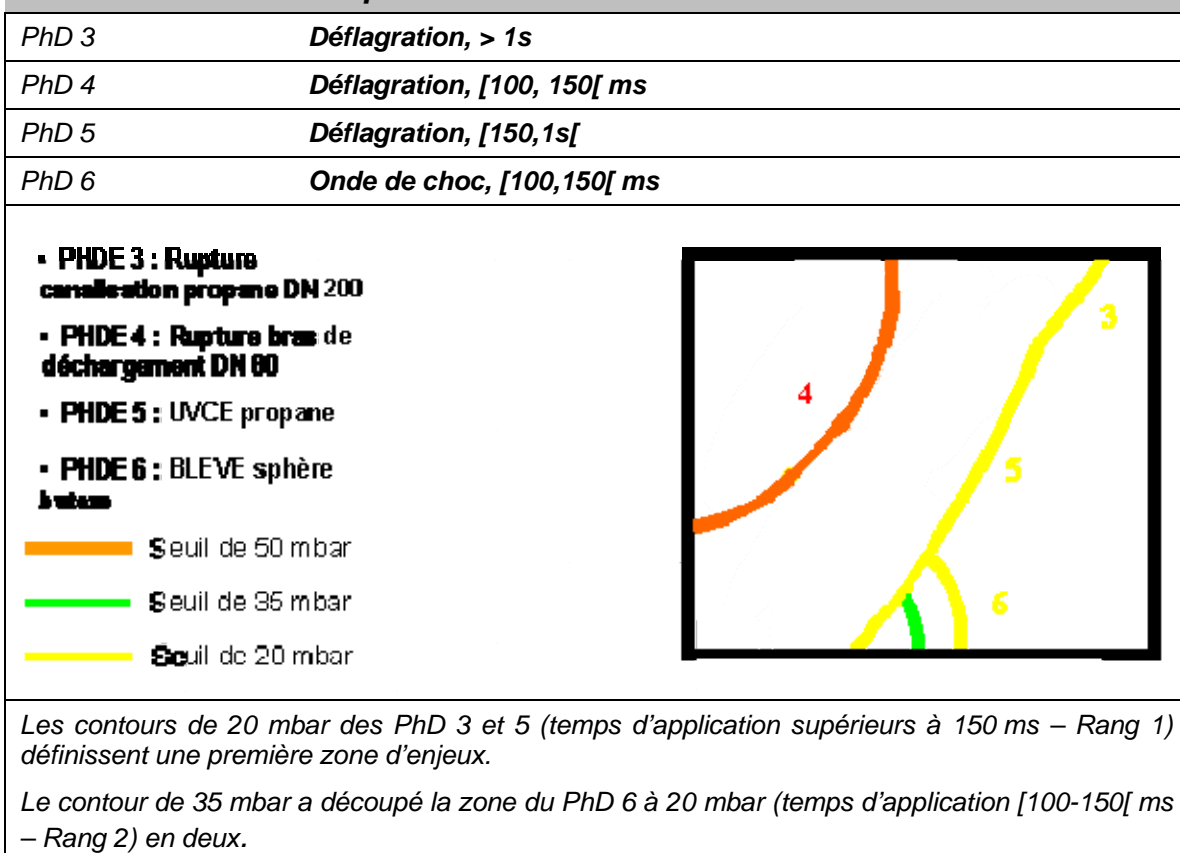 PhD 3 Déflagration, > 1s
PhD 4 Déflagration, [100, 150[ ms
PhD 5 Déflagration, [150,1s[
PhD 6 Onde de choc, [100,150[ ms
▪ PHDE 3 : Rupture
canalisation propane DN 200
▪ PHDE 4 : Rupture bras de
déchargement DN 80
▪ PHDE 5 : UVCE propane
▪ PHDE 6 : BLEVE sphère
Seuil de 50 mbar
Seuil de 35 mbar
Seuil de 20 mbar
3
4
5
6
Les contours de 20 mbar des PhD 3 et 5 (temps d’application supérieurs à 150 ms – Rang 1)
définissent une première zone d’enjeux.
Le contour de 35 mbar a découpé la zone du PhD 6 à 20 mbar (temps d’application [100-150[ ms
– Rang 2) en deux.